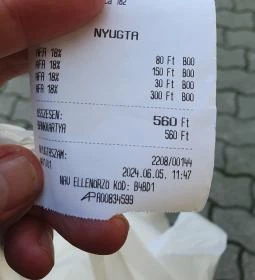 182
NYUGTA
ÁFA 18% 80 Ft B00
ÁFA 18% 150 Ft B00
ÁFA 18% 30 Ft B00
ÁFA 18% 300 Ft B00
ÖSSZESEN: 560 Ft
BANKKÁRTYA 560 Ft
NYUGTASZÁM: 2208/00144
2024.06.05. 11:47
NAV ELLENŐRZŐ KÓD: B4BD1
AP A00834599